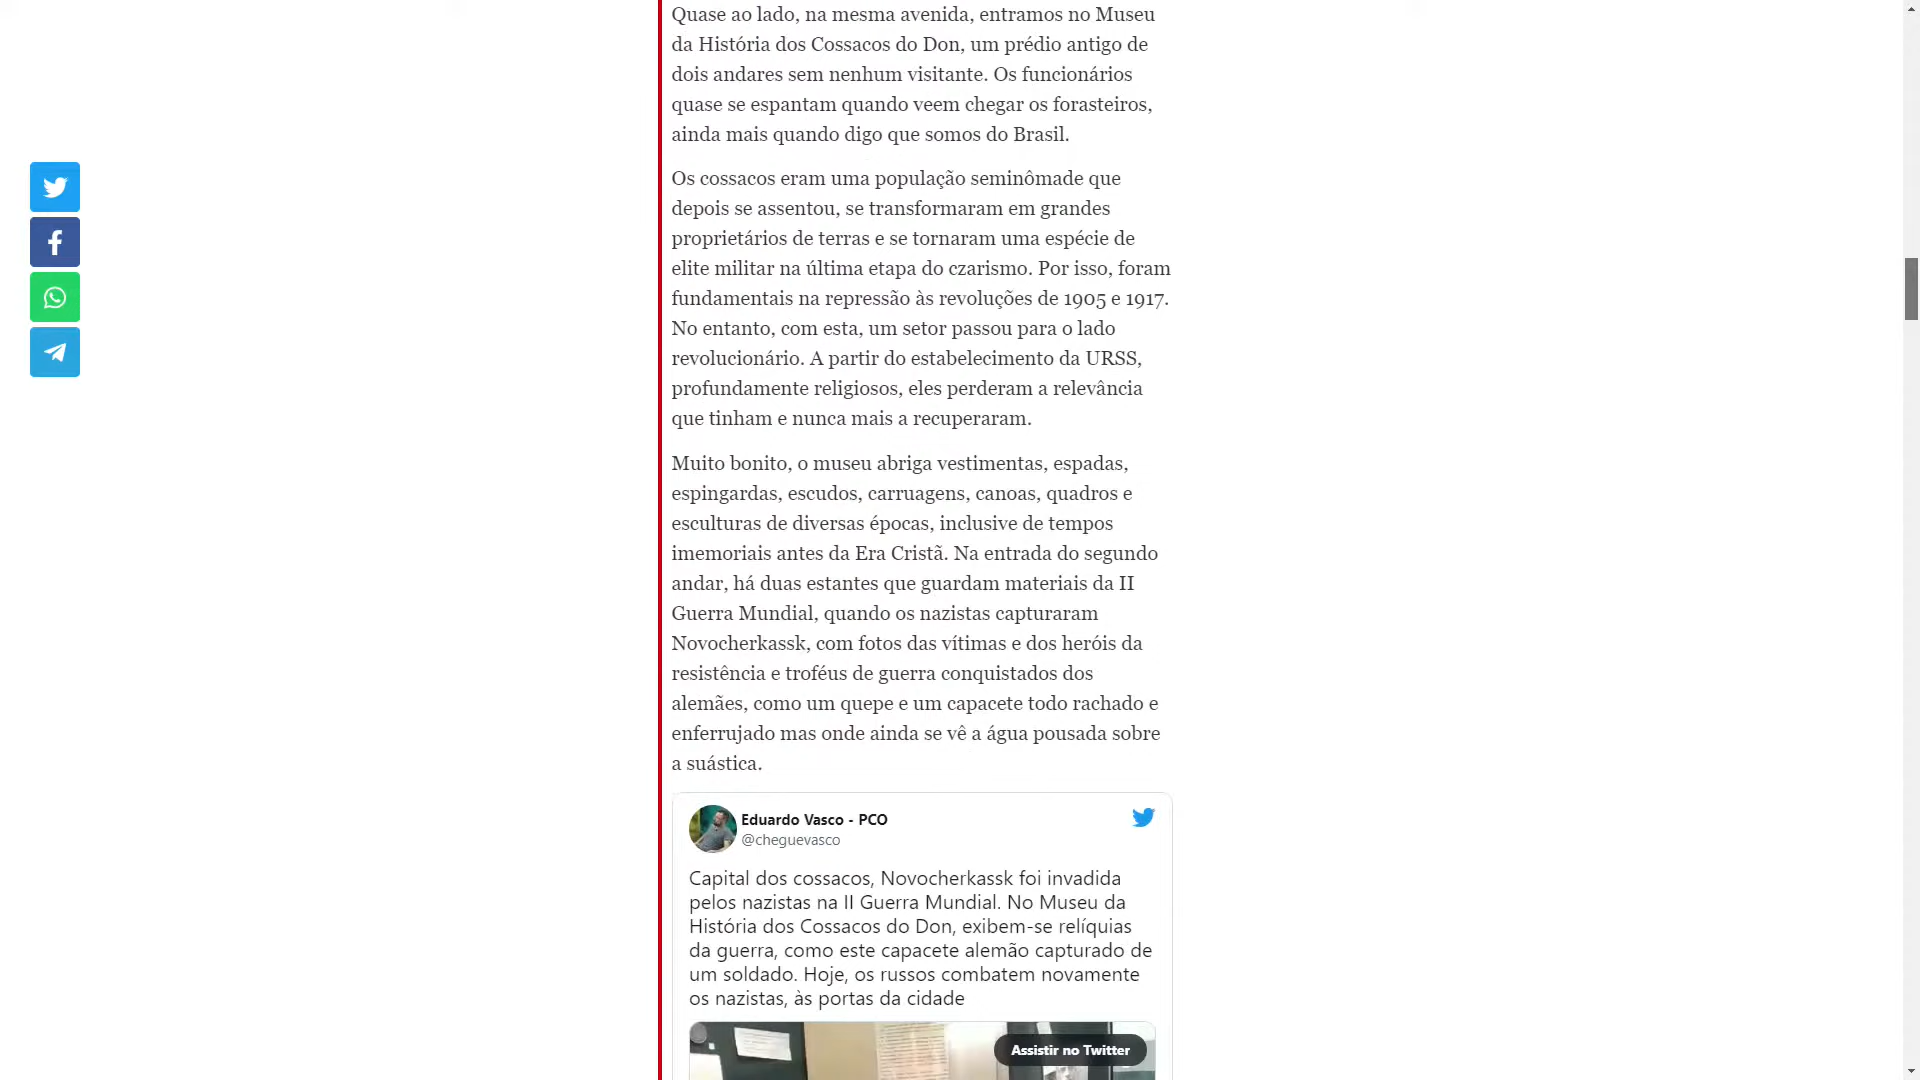 Quase ao lado, na mesma avenida, entramos no Museu
da História dos Cossacos do Don, um prédio antigo de
dois andares sem nenhum visitante. Os funcionários
quase se espantam quando veem chegar os forasteiros,
ainda mais quando digo que somos do Brasil.
Os cossacos eram uma população seminômade que
depois se assentou, se transformaram em grandes
proprietários de terras e se tornaram uma espécie de
elite militar na última etapa do czarismo. Por isso, foram
fundamentais na repressão às revoluções de 1905 e 1917.
No entanto, com esta, um setor passou para o lado
revolucionário. A partir do estabelecimento da URSS,
profundamente religiosos, eles perderam a relevância
que tinham e nunca mais a recuperaram.
Muito bonito, o museu abriga vestimentas, espadas,
espingardas, escudos, carruagens, canoas, quadros e
esculturas de diversas épocas, inclusive de tempos
imemoriais antes da Era Cristã. Na entrada do segundo
andar, há duas estantes que guardam materiais da II
Guerra Mundial, quando os nazistas capturaram
Novocherkassk, com fotos das vítimas e dos heróis da
resistência e troféus de guerra conquistados dos
alemães, como um quepe e um capacete todo rachado e
enferrujado mas onde ainda se vê a água pousada sobre
a suástica.
Eduardo Vasco - PCO
@cheguevasco
Capital dos cossacos, Novocherkassk foi invadida
pelos nazistas na II Guerra Mundial. No Museu da
História dos Cossacos do Don, exibem-se relíquias
da guerra, como este capacete alemão capturado de
um soldado. Hoje, os russos combatem novamente
os nazistas, às portas da cidade
Assistir no Twitter